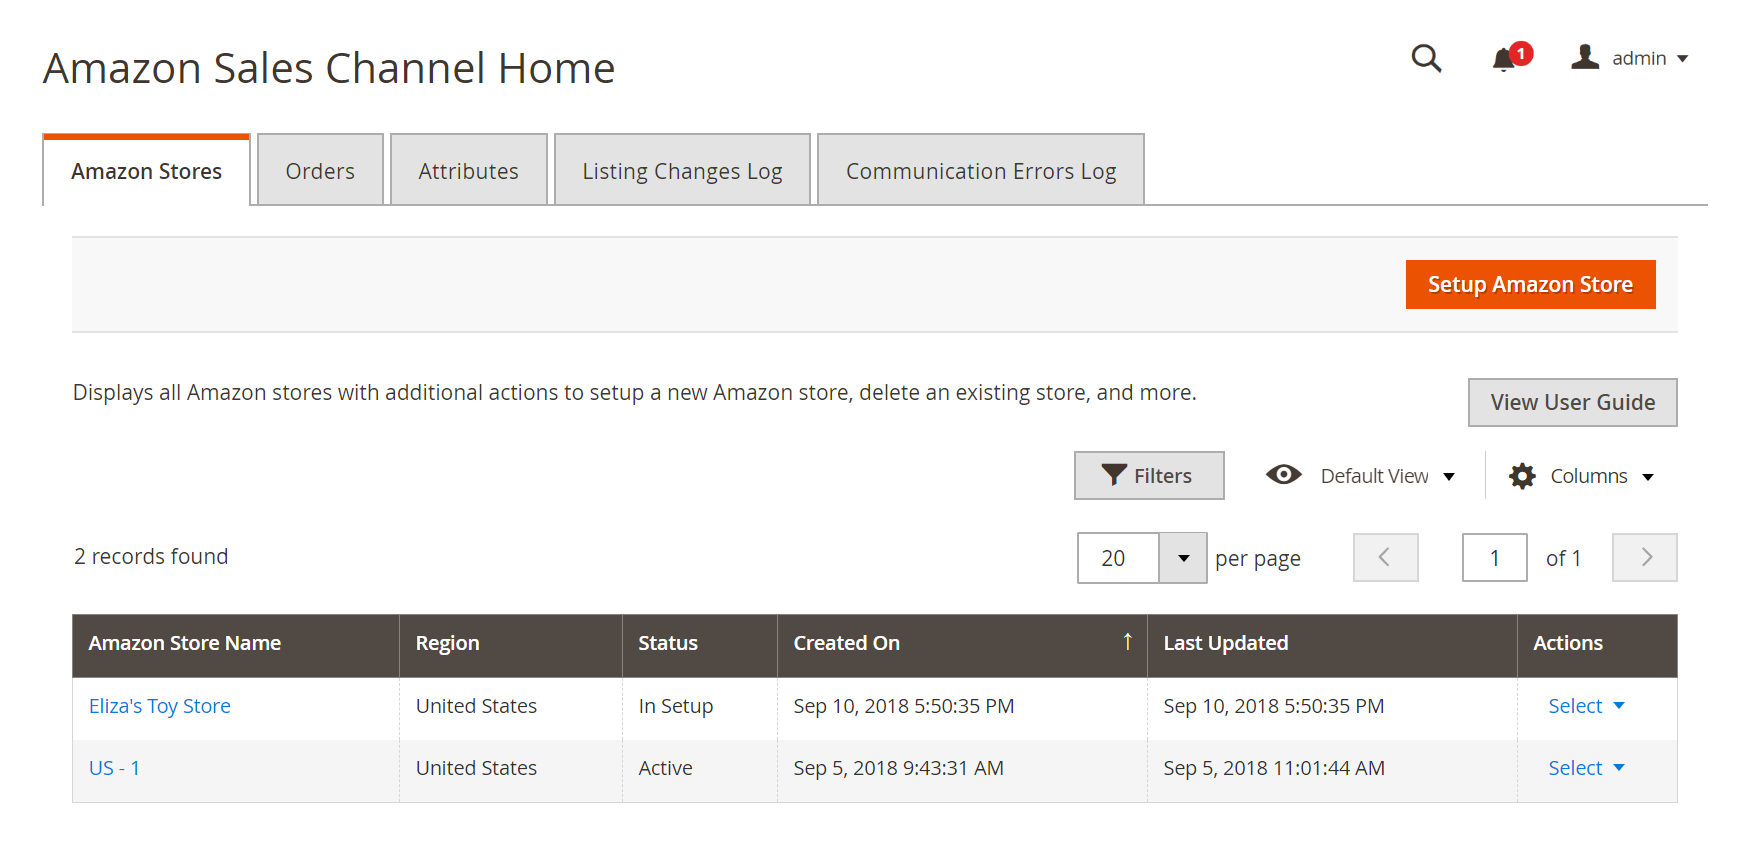 Amazon Sales Channel Home
1
admin
Amazon Stores
Orders
Attributes
Listing Changes Log
Communication Errors Log
Setup Amazon Store
Displays all Amazon stores with additional actions to setup a new Amazon store, delete an existing store, and more.
View User Guide
Filters
Default View
Columns
2 records found
20
per page
1
of 1
Amazon Store Name Region Status Created On ↑ Last Updated Actions
Eliza's Toy Store United States In Setup Sep 10, 2018 5:50:35 PM Sep 10, 2018 5:50:35 PM Select
US - 1 United States Active Sep 5, 2018 9:43:31 AM Sep 5, 2018 11:01:44 AM Select